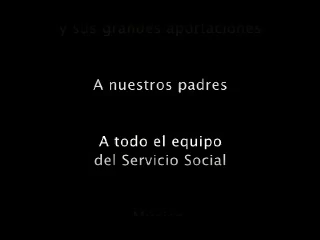 y sus grandes aportaciones
A nuestros padres
A todo el equipo
del Servicio Social